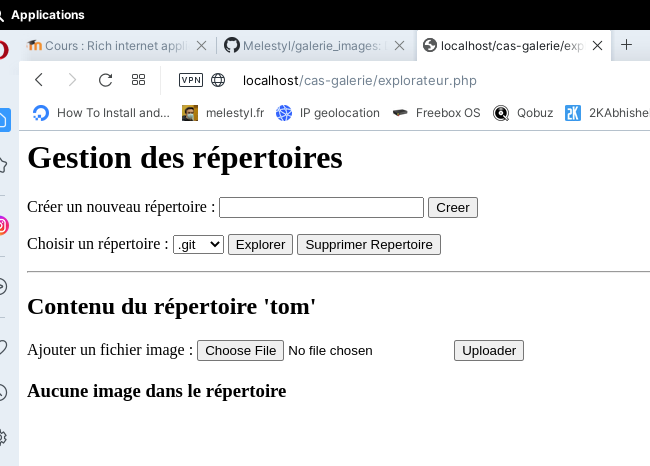 Applications
Cours : Rich internet appl
Melestyl/galerie_images:
localhost/cas-galerie/exp
VPN
localhost/cas-galerie/explorateur.php
How To Install and...
melestyl.fr
IP geolocation
Freebox OS
Qobuz
2K
2KAbhishe
Gestion des répertoires
Créer un nouveau répertoire : Creer
Choisir un répertoire : .git Explorer Supprimer Repertoire
Contenu du répertoire 'tom'
Ajouter un fichier image : Choose File No file chosen Uploader
Aucune image dans le répertoire